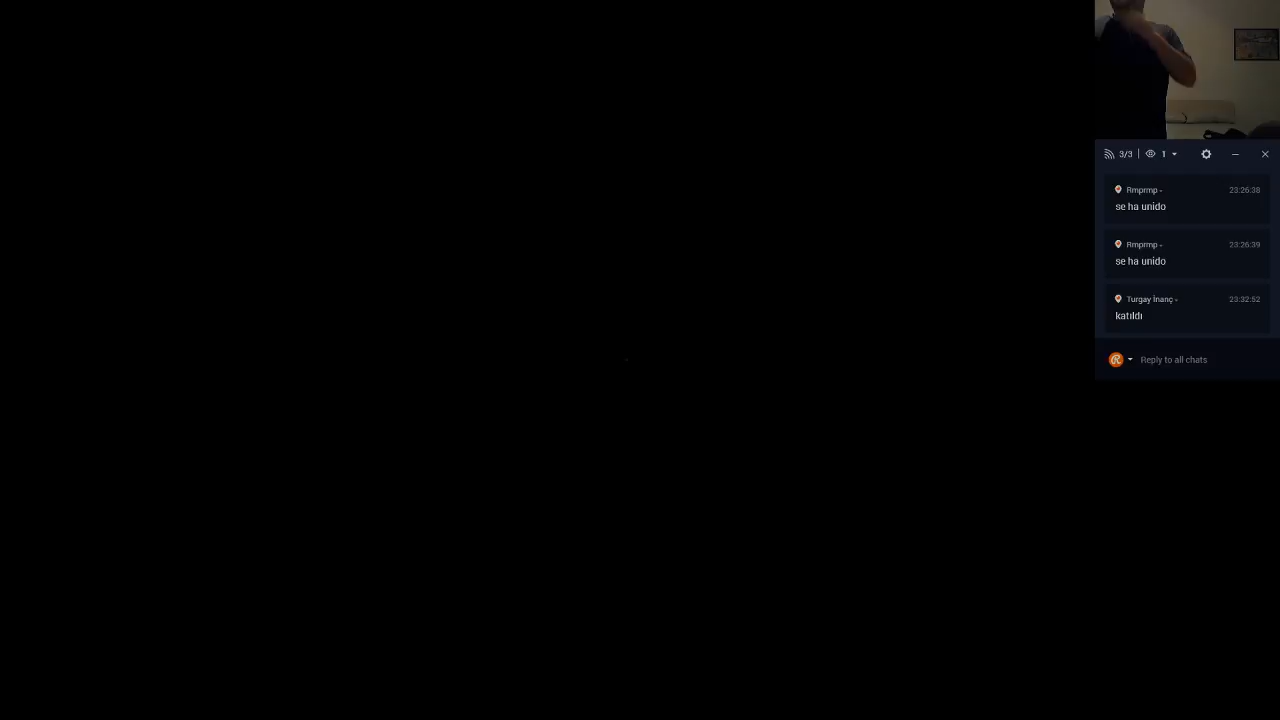 3/3 | 1
Rmprmp - 23:26:38
se ha unido
Rmprmp - 23:26:39
se ha unido
Turgay İnanç - 23:32:52
katıldı
Reply to all chats